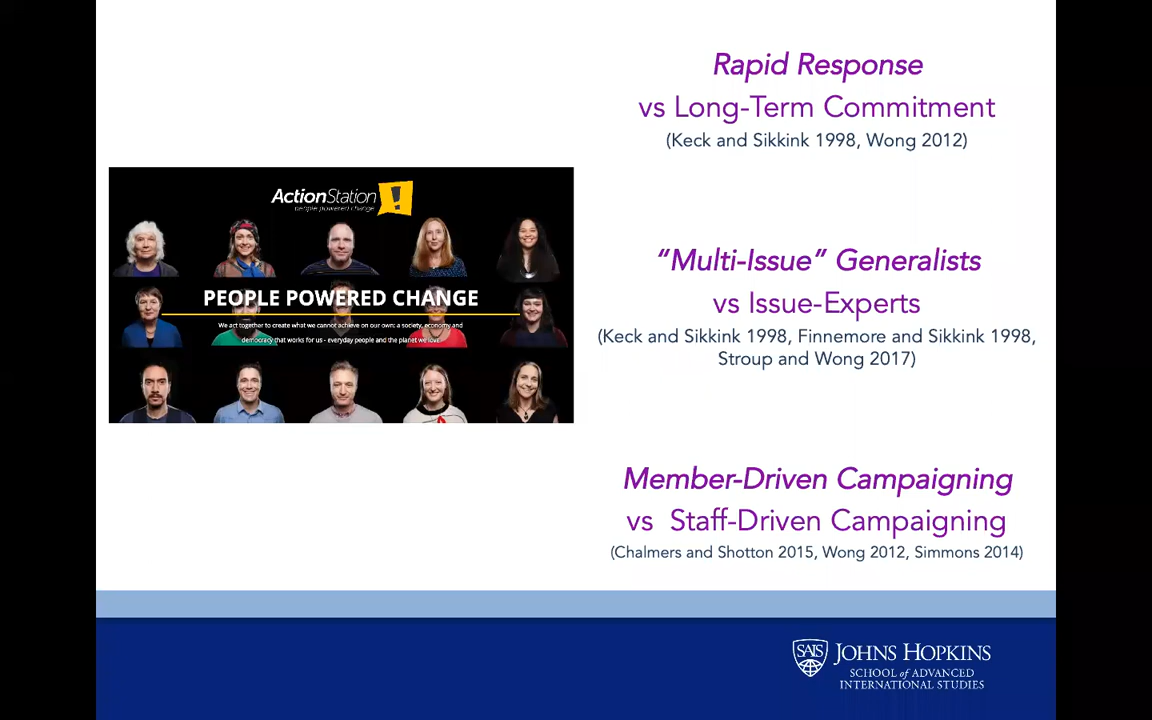 Rapid Response
vs Long-Term Commitment
(Keck and Sikkink 1998, Wong 2012)
ActionStation !
people powered change
PEOPLE POWERED CHANGE
We act together to create what we cannot achieve on our own: a society, economy and
democracy that works for us - everyday people and the planet we love
“Multi-Issue” Generalists
vs Issue-Experts
(Keck and Sikkink 1998, Finnemore and Sikkink 1998,
Stroup and Wong 2017)
Member-Driven Campaigning
vs Staff-Driven Campaigning
(Chalmers and Shotton 2015, Wong 2012, Simmons 2014)
SAIS
JOHNS HOPKINS
SCHOOL of ADVANCED
INTERNATIONAL STUDIES